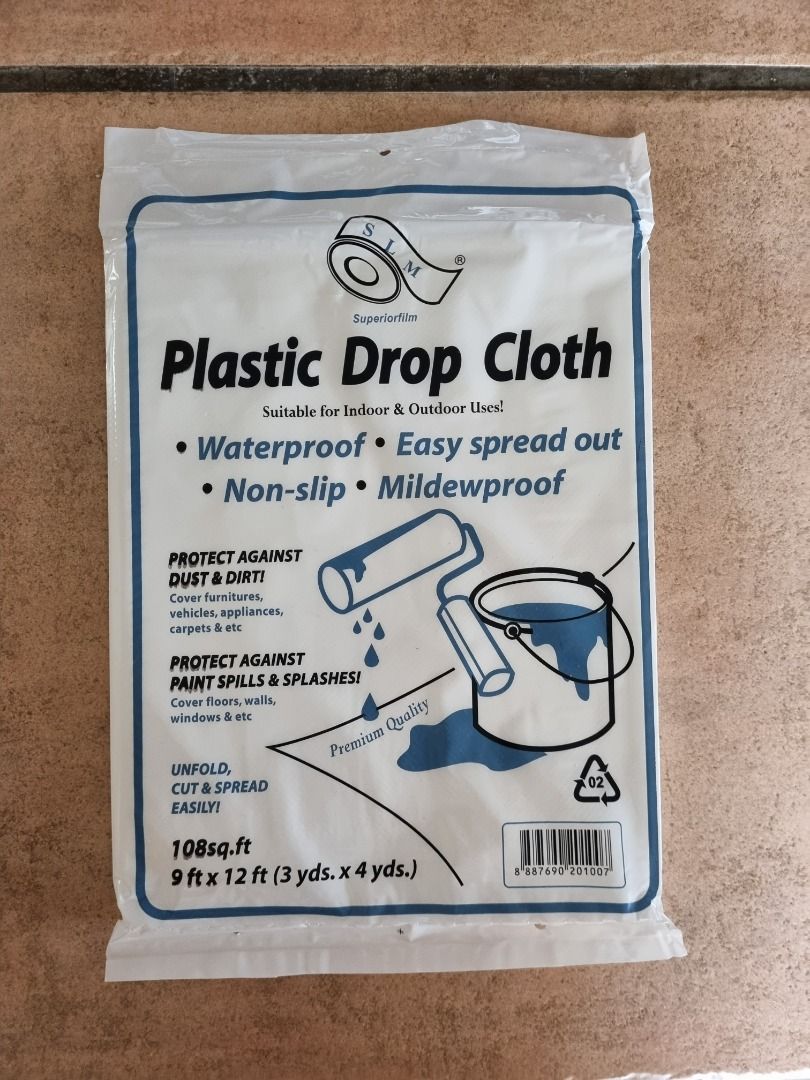 S L M
®
Superiorfilm
Plastic Drop Cloth
Suitable for Indoor & Outdoor Uses!
• Waterproof • Easy spread out
• Non-slip • Mildewproof
PROTECT AGAINST
DUST & DIRT!
Cover furnitures,
vehicles, appliances,
carpets & etc
PROTECT AGAINST
PAINT SPILLS & SPLASHES!
Cover floors, walls,
windows & etc
Premium Quality
UNFOLD,
CUT & SPREAD
EASILY!
02
108sq.ft
9 ft x 12 ft (3 yds. x 4 yds.)
8 887690 201007